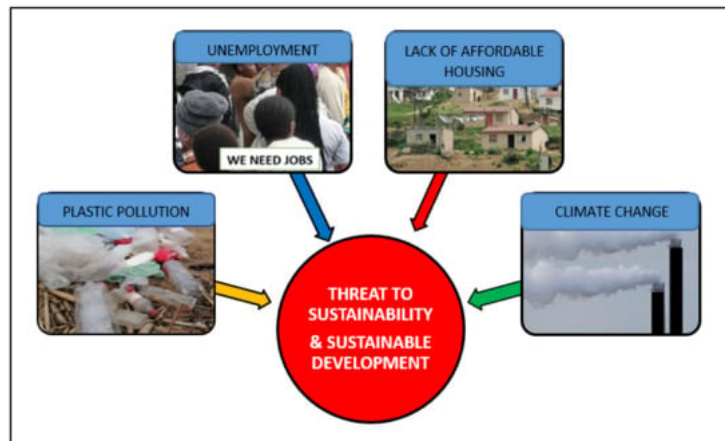 UNEMPLOYMENT
WE NEED JOBS
LACK OF AFFORDABLE
HOUSING
PLASTIC POLLUTION
CLIMATE CHANGE
THREAT TO
SUSTAINABILITY
& SUSTAINABLE
DEVELOPMENT